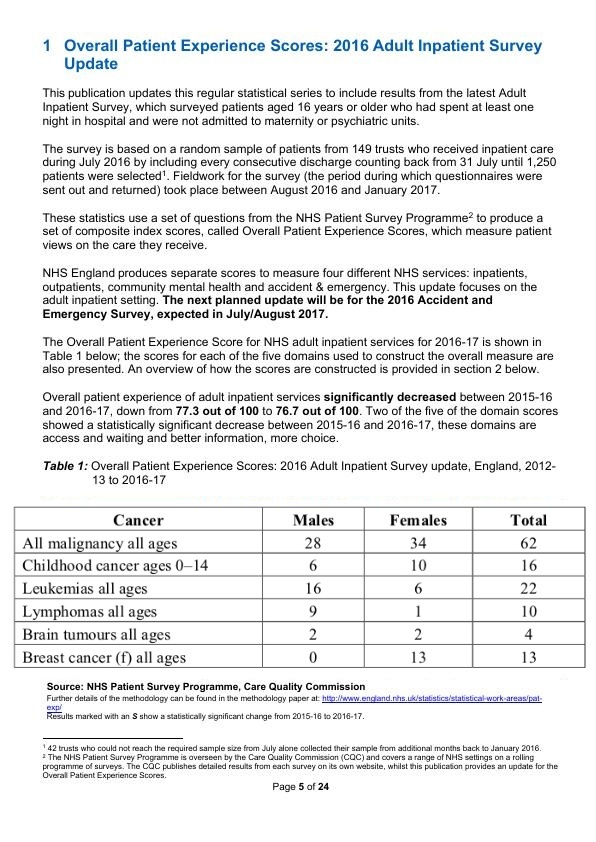 1 Overall Patient Experience Scores: 2016 Adult Inpatient Survey
Update
This publication updates this regular statistical series to include results from the latest Adult
Inpatient Survey, which surveyed patients aged 16 years or older who had spent at least one
night in hospital and were not admitted to maternity or psychiatric units.
The survey is based on a random sample of patients from 149 trusts who received inpatient care
during July 2016 by including every consecutive discharge counting back from 31 July until 1,250
patients were selected¹. Fieldwork for the survey (the period during which questionnaires were
sent out and returned) took place between August 2016 and January 2017.
These statistics use a set of questions from the NHS Patient Survey Programme² to produce a
set of composite index scores, called Overall Patient Experience Scores, which measure patient
views on the care they receive.
NHS England produces separate scores to measure four different NHS services: inpatients,
outpatients, community mental health and accident & emergency. This update focuses on the
adult inpatient setting. The next planned update will be for the 2016 Accident and
Emergency Survey, expected in July/August 2017.
The Overall Patient Experience Score for NHS adult inpatient services for 2016-17 is shown in
Table 1 below; the scores for each of the five domains used to construct the overall measure are
also presented. An overview of how the scores are constructed is provided in section 2 below.
Overall patient experience of adult inpatient services significantly decreased between 2015-16
and 2016-17, down from 77.3 out of 100 to 76.7 out of 100. Two of the five of the domain scores
showed a statistically significant decrease between 2015-16 and 2016-17, these domains are
access and waiting and better information, more choice.
Table 1: Overall Patient Experience Scores: 2016 Adult Inpatient Survey update, England, 2012-
13 to 2016-17
Cancer Males Females Total
All malignancy all ages 28 34 62
Childhood cancer ages 0–14 6 10 16
Leukemias all ages 16 6 22
Lymphomas all ages 9 1 10
Brain tumours all ages 2 2 4
Breast cancer (f) all ages 0 13 13
Source: NHS Patient Survey Programme, Care Quality Commission
Further details of the methodology can be found in the methodology paper at: http://www.england.nhs.uk/statistics/statistical-work-areas/pat-
exp/
Results marked with an S show a statistically significant change from 2015-16 to 2016-17.
¹ 42 trusts who could not reach the required sample size from July alone collected their sample from additional months back to January 2016.
² The NHS Patient Survey Programme is overseen by the Care Quality Commission (CQC) and covers a range of NHS settings on a rolling
programme of surveys. The CQC publishes detailed results from each survey on its own website, whilst this publication provides an update for the
Overall Patient Experience Scores.
Page 5 of 24